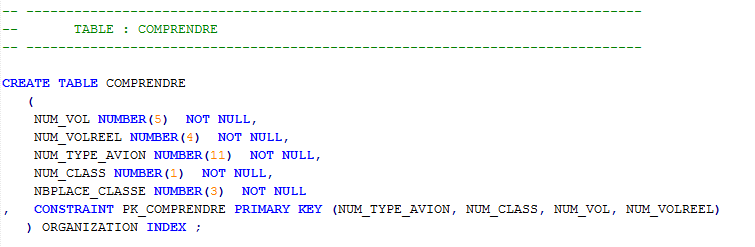 -- -----------------------------------------------------------------------------
--       TABLE : COMPRENDRE
-- -----------------------------------------------------------------------------
CREATE TABLE COMPRENDRE
   (
    NUM_VOL NUMBER(5)  NOT NULL,
    NUM_VOLREEL NUMBER(4)  NOT NULL,
    NUM_TYPE_AVION NUMBER(11)  NOT NULL,
    NUM_CLASS NUMBER(1)  NOT NULL,
    NBPLACE_CLASSE NUMBER(3)  NOT NULL
,   CONSTRAINT PK_COMPRENDRE PRIMARY KEY (NUM_TYPE_AVION, NUM_CLASS, NUM_VOL, NUM_VOLREEL)
   ) ORGANIZATION INDEX ;